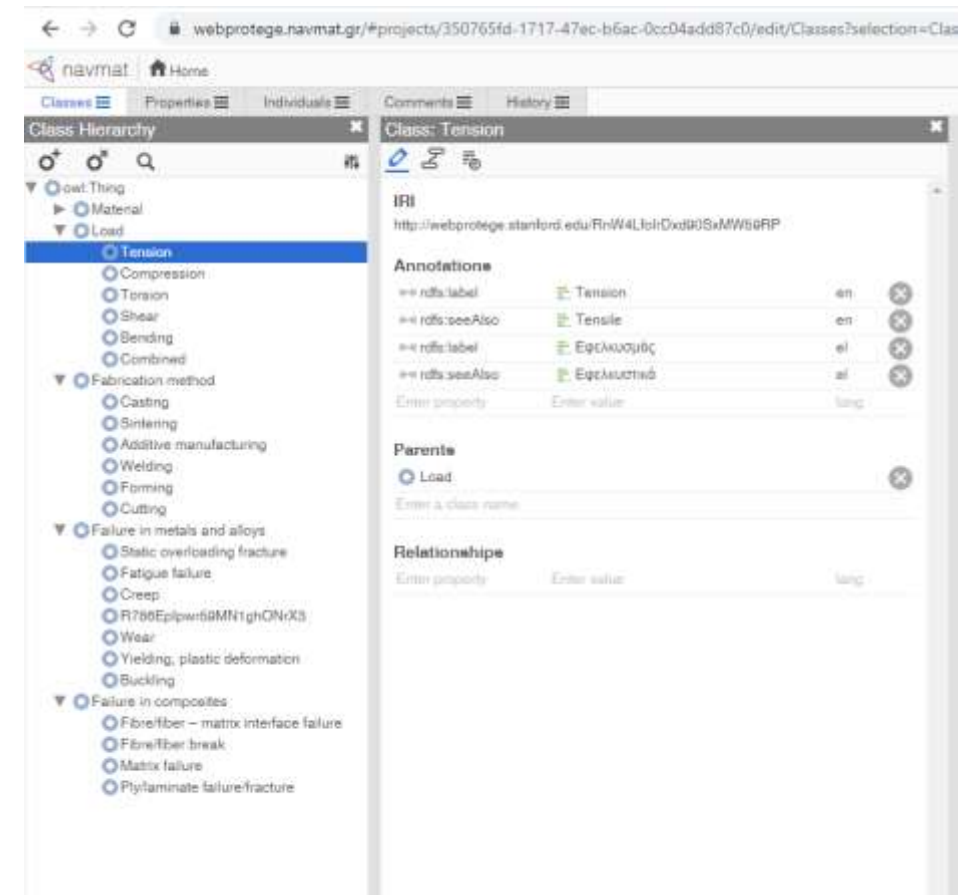 webprotege.navmat.gr/#projects/350765fd-1717-47ec-b6ac-0cc04add87c0/edit/Classes?selection=Clas
navmat Home
Classes Properties Individuals Comments History
Class Hierarchy
owl:Thing
Material
Load
Tension
Compression
Torsion
Shear
Bending
Combined
Fabrication method
Casting
Sintering
Additive manufacturing
Welding
Forming
Cutting
Failure in metals and alloys
Static overloading fracture
Fatigue failure
Creep
Wear
Yielding, plastic deformation
Buckling
Failure in composites
Fibre/fiber – matrix interface failure
Fibre/fiber break
Matrix failure
Ply/laminate failure/fracture
Class: Tension
IRI
Annotations
rdfs:label Tension en
rdfs:seeAlso Tensile en
rdfs:label Εφελκυσμός el
rdfs:seeAlso Εφελκυστικό el
Enter property Enter value lang
Parents
Load
Enter a class name
Relationships
Enter property Enter value lang